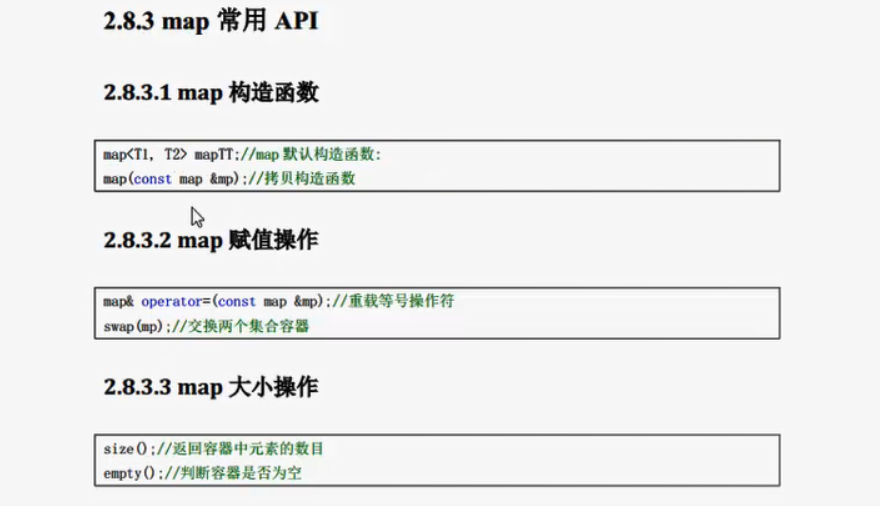 2.8.3 map 常用 API
2.8.3.1 map 构造函数
map<T1, T2> mapTT;//map 默认构造函数:
map(const map &mp);//拷贝构造函数
2.8.3.2 map 赋值操作
map& operator=(const map &mp);//重载等号操作符
swap(mp);//交换两个集合容器
2.8.3.3 map 大小操作
size();//返回容器中元素的数目
empty();//判断容器是否为空